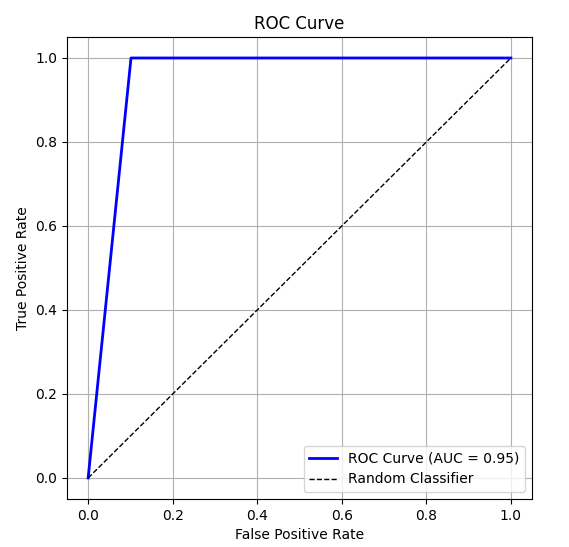 ROC Curve
True Positive Rate
1.0
0.8
0.6
0.4
0.2
0.0
ROC Curve (AUC = 0.95)
Random Classifier
0.0 0.2 0.4 0.6 0.8 1.0
False Positive Rate